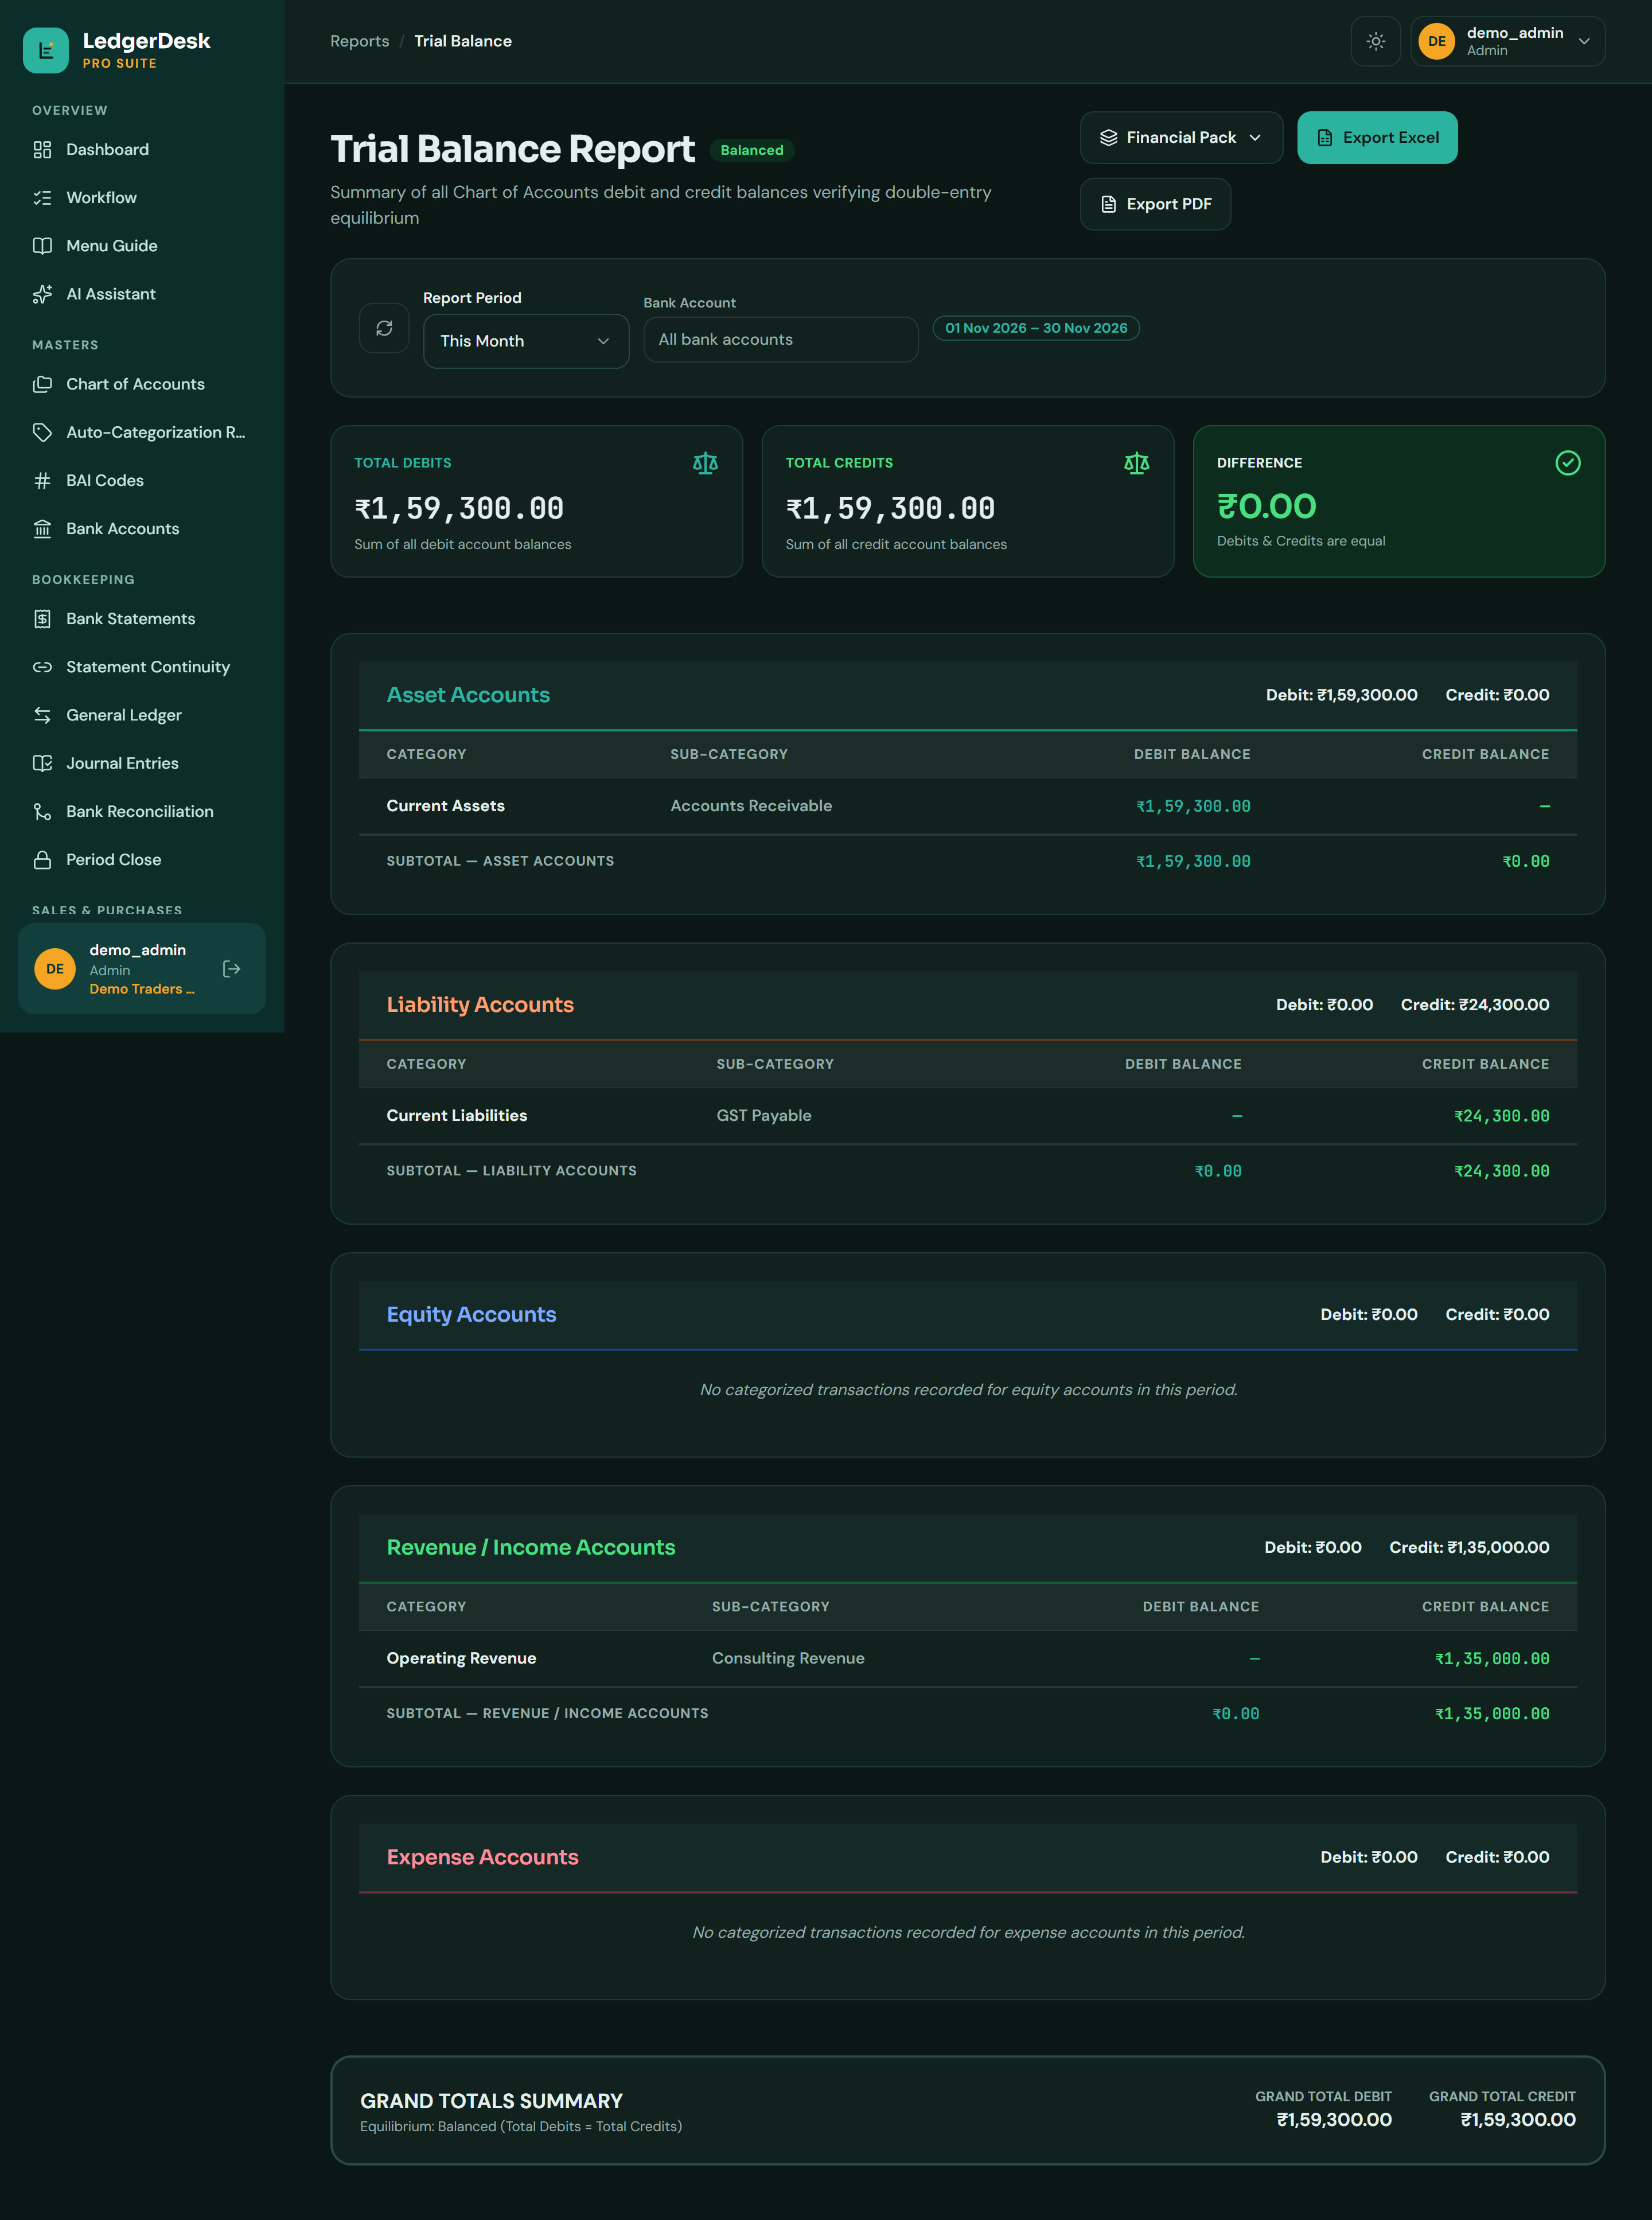 LedgerDesk
PRO SUITE
OVERVIEW
Dashboard
Workflow
Menu Guide
AI Assistant
MASTERS
Chart of Accounts
Auto-Categorization R...
BAI Codes
Bank Accounts
BOOKKEEPING
Bank Statements
Statement Continuity
General Ledger
Journal Entries
Bank Reconciliation
Period Close
SALES & PURCHASES
DE
demo_admin
Admin
Demo Traders ...
Reports / Trial Balance
DE
demo_admin
Admin
Trial Balance Report Balanced
Summary of all Chart of Accounts debit and credit balances verifying double-entry
equilibrium
Financial Pack
Export Excel
Export PDF
Report Period
This Month
Bank Account
All bank accounts
01 Nov 2026 – 30 Nov 2026
TOTAL DEBITS
₹1,59,300.00
Sum of all debit account balances
TOTAL CREDITS
₹1,59,300.00
Sum of all credit account balances
DIFFERENCE
₹0.00
Debits & Credits are equal
Asset Accounts Debit: ₹1,59,300.00 Credit: ₹0.00
CATEGORY SUB-CATEGORY DEBIT BALANCE CREDIT BALANCE
Current Assets Accounts Receivable ₹1,59,300.00 –
SUBTOTAL — ASSET ACCOUNTS ₹1,59,300.00 ₹0.00
Liability Accounts Debit: ₹0.00 Credit: ₹24,300.00
CATEGORY SUB-CATEGORY DEBIT BALANCE CREDIT BALANCE
Current Liabilities GST Payable – ₹24,300.00
SUBTOTAL — LIABILITY ACCOUNTS ₹0.00 ₹24,300.00
Equity Accounts Debit: ₹0.00 Credit: ₹0.00
No categorized transactions recorded for equity accounts in this period.
Revenue / Income Accounts Debit: ₹0.00 Credit: ₹1,35,000.00
CATEGORY SUB-CATEGORY DEBIT BALANCE CREDIT BALANCE
Operating Revenue Consulting Revenue – ₹1,35,000.00
SUBTOTAL — REVENUE / INCOME ACCOUNTS ₹0.00 ₹1,35,000.00
Expense Accounts Debit: ₹0.00 Credit: ₹0.00
No categorized transactions recorded for expense accounts in this period.
GRAND TOTALS SUMMARY
Equilibrium: Balanced (Total Debits = Total Credits)
GRAND TOTAL DEBIT
₹1,59,300.00
GRAND TOTAL CREDIT
₹1,59,300.00